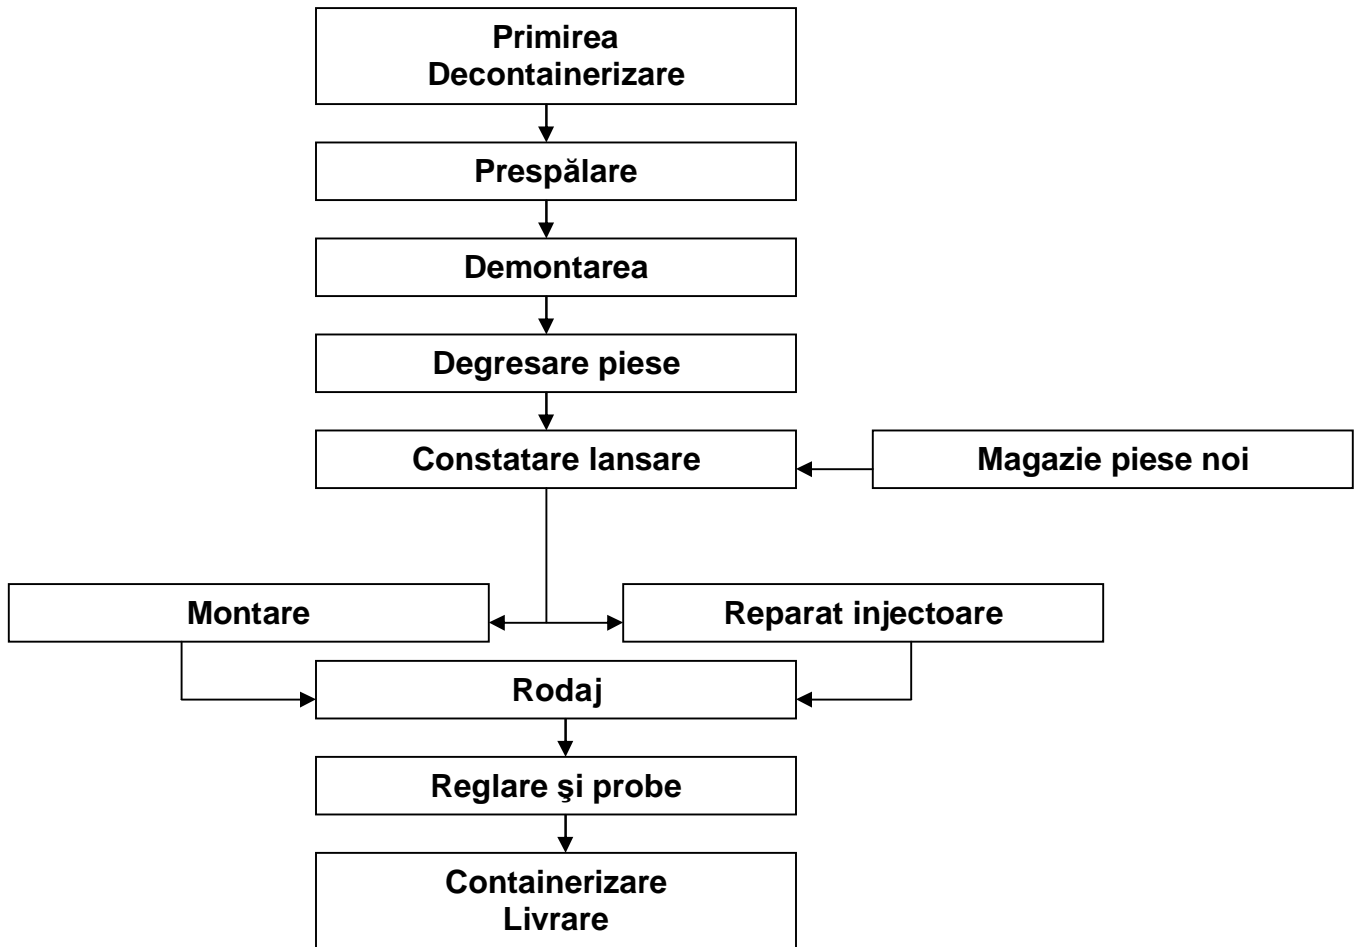 Primirea
Decontainerizare
Prespălare
Demontarea
Degresare piese
Constatare lansare
Magazie piese noi
Montare
Reparat injectoare
Rodaj
Reglare şi probe
Containerizare
Livrare